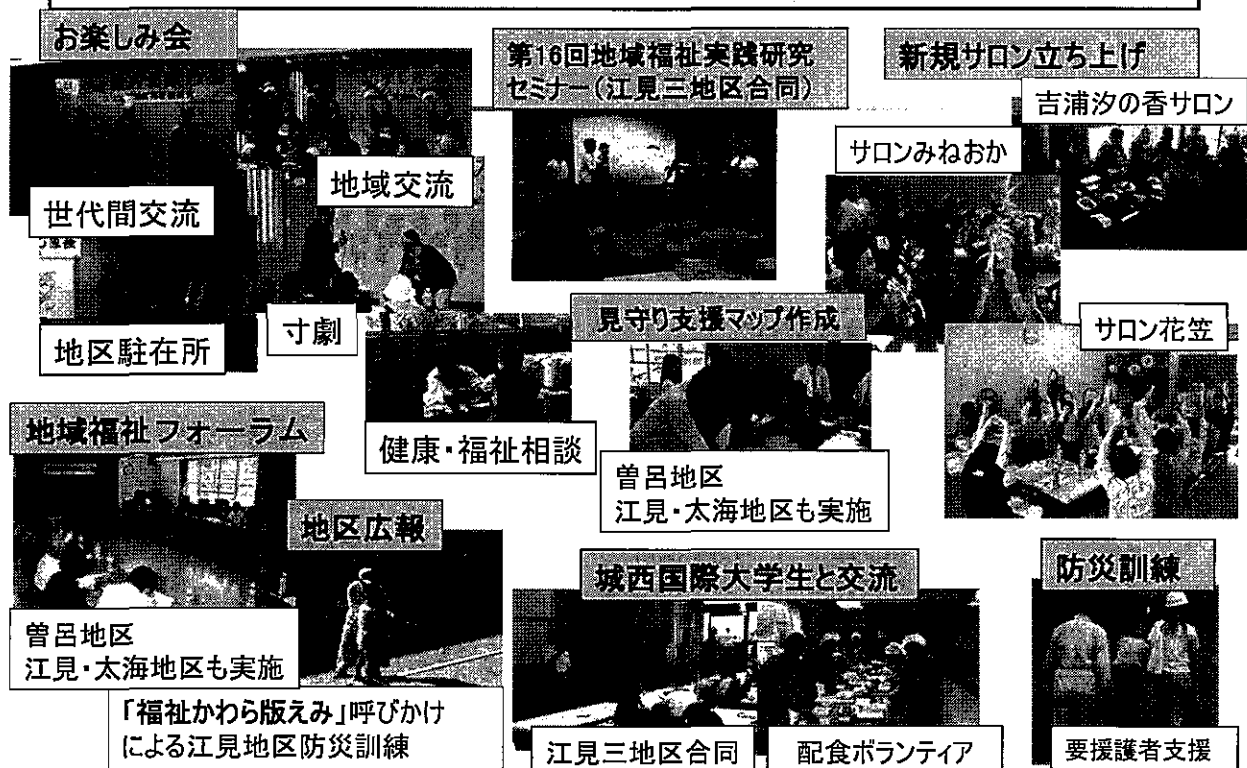 お楽しみ会
世代間交流
地域交流
地区駐在所
寸劇
健康・福祉相談
第16回地域福祉実践研究
セミナー(江見三地区合同)
新規サロン立ち上げ
吉浦汐の香サロン
サロンみねおか
サロン花笠
見守り支援マップ作成
曽呂地区
江見・太海地区も実施
地域福祉フォーラム
曽呂地区
江見・太海地区も実施
地区広報
「福祉かわら版えみ」呼びかけ
による江見地区防災訓練
城西国際大学生と交流
江見三地区合同
配食ボランティア
防災訓練
要援護者支援